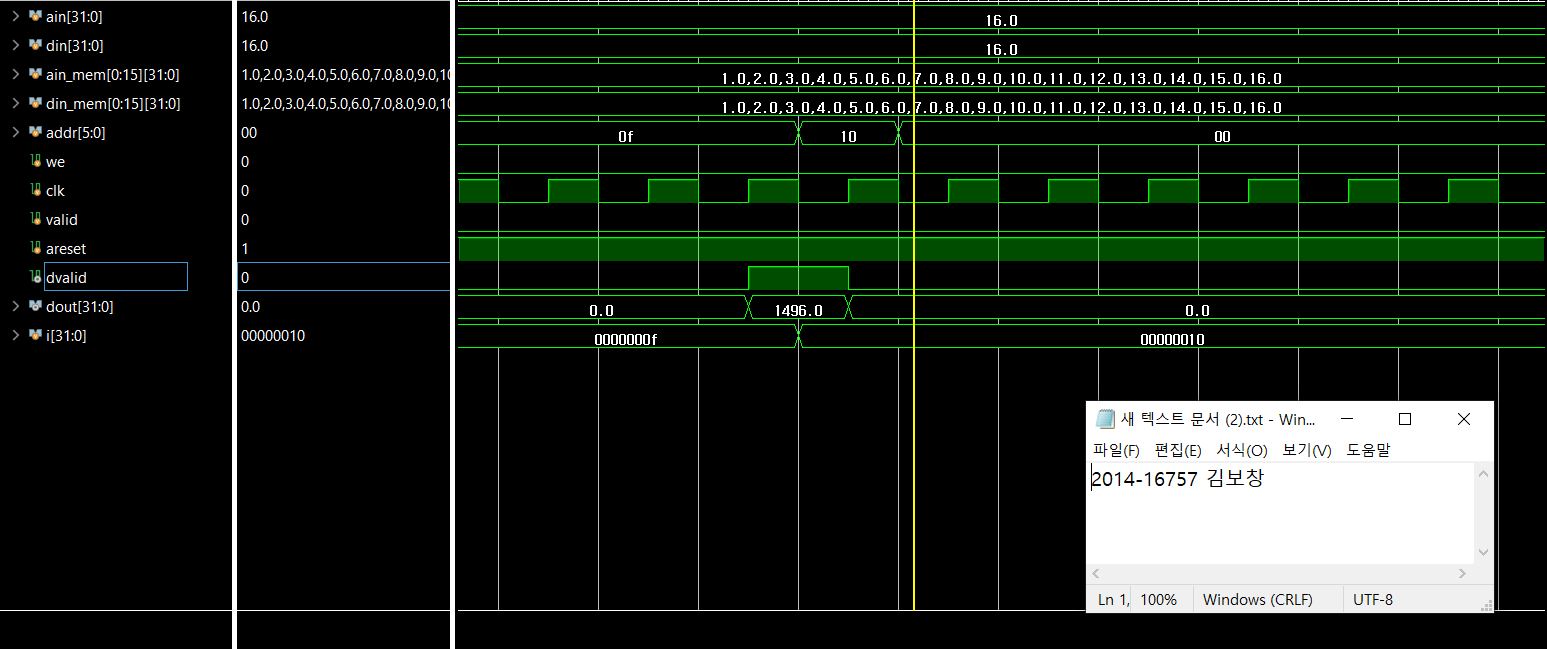 ain[31:0] 16.0 16.0
din[31:0] 16.0 16.0
ain_mem[0:15][31:0] 1.0,2.0,3.0,4.0,5.0,6.0,7.0,8.0,9.0,10 1.0,2.0,3.0,4.0,5.0,6.0,7.0,8.0,9.0,10.0,11.0,12.0,13.0,14.0,15.0,16.0
din_mem[0:15][31:0] 1.0,2.0,3.0,4.0,5.0,6.0,7.0,8.0,9.0,10 1.0,2.0,3.0,4.0,5.0,6.0,7.0,8.0,9.0,10.0,11.0,12.0,13.0,14.0,15.0,16.0
addr[5:0] 00 0f 10 00
we 0
clk 0
valid 0
areset 1
dvalid 0
dout[31:0] 0.0 0.0 1496.0 0.0
i[31:0] 00000010 0000000f 00000010
새 텍스트 문서 (2).txt - Win...
파일(F) 편집(E) 서식(O) 보기(V) 도움말
2014-16757 김보창
Ln 1, 100% Windows (CRLF) UTF-8